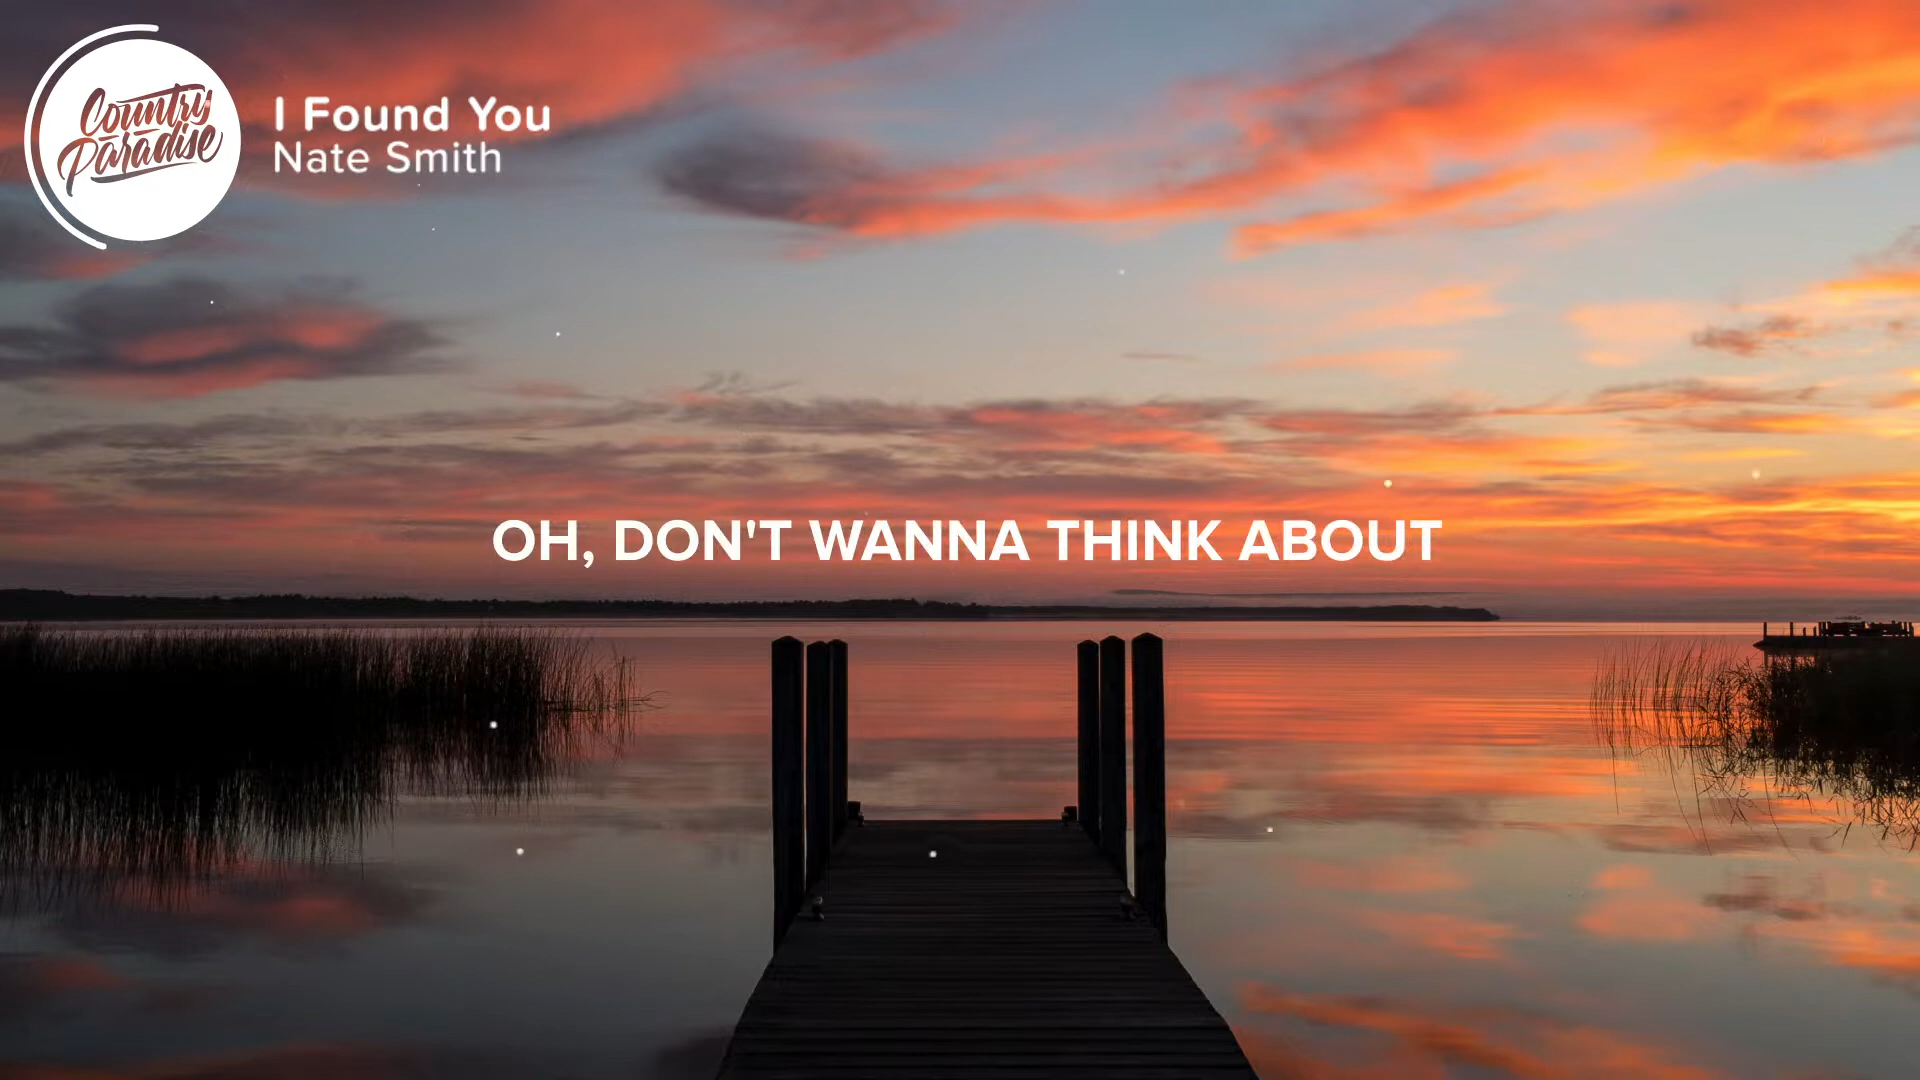 Country
Paradise
I Found You
Nate Smith
OH, DON'T WANNA THINK ABOUT